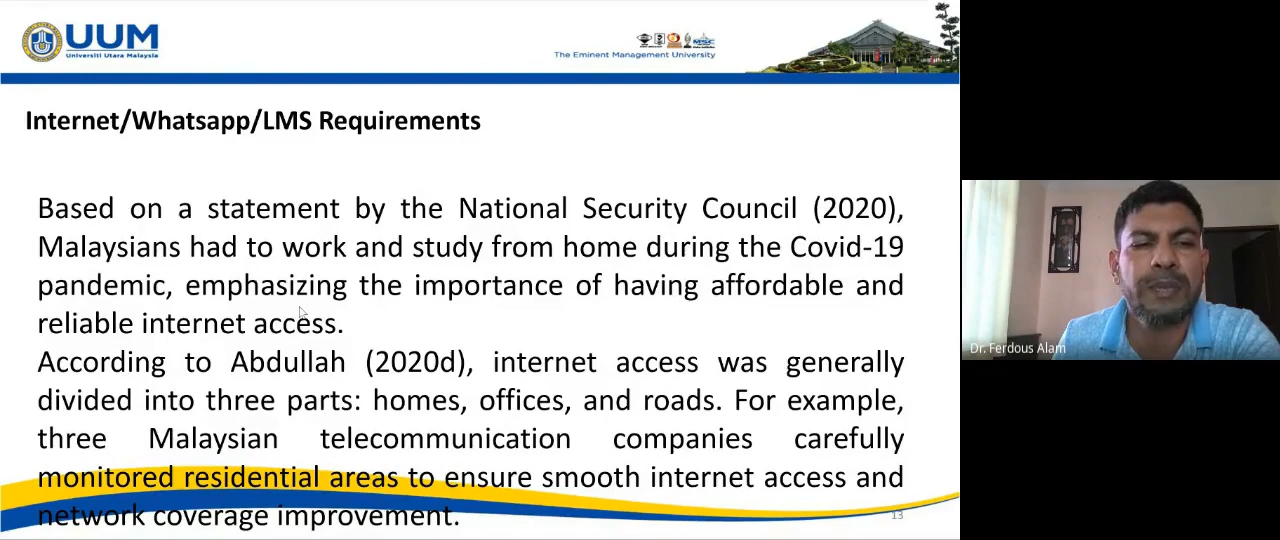 UUM
Universiti Utara Malaysia
MSC
The Eminent Management University
Internet/Whatsapp/LMS Requirements
Based on a statement by the National Security Council (2020),
Malaysians had to work and study from home during the Covid-19
pandemic, emphasizing the importance of having affordable and
reliable internet access.
According to Abdullah (2020d), internet access was generally
divided into three parts: homes, offices, and roads. For example,
three Malaysian telecommunication companies carefully
monitored residential areas to ensure smooth internet access and
network coverage improvement.
13
Dr. Ferdous Alam